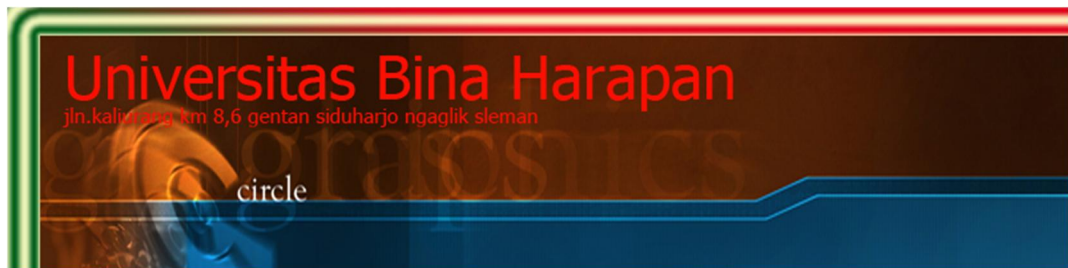 Universitas Bina Harapan
jln.kaliurang km 8,6 gentan siduharjo ngaglik sleman
graphics
circle